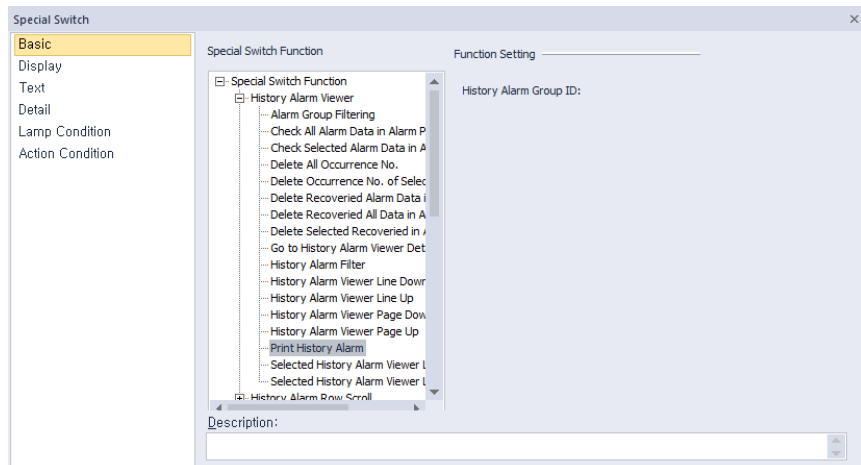 Special Switch
Basic
Display
Text
Detail
Lamp Condition
Action Condition
Special Switch Function
Special Switch Function
History Alarm Viewer
Alarm Group Filtering
Check All Alarm Data in Alarm P
Check Selected Alarm Data in A
Delete All Occurrence No.
Delete Occurrence No. of Selec
Delete Recoveried Alarm Data i
Delete Recoveried All Data in A
Delete Selected Recoveried in A
Go to History Alarm Viewer Det
History Alarm Filter
History Alarm Viewer Line Down
History Alarm Viewer Line Up
History Alarm Viewer Page Dow
History Alarm Viewer Page Up
Print History Alarm
Selected History Alarm Viewer L
Selected History Alarm Viewer L
History Alarm Row Scroll
Function Setting
History Alarm Group ID:
Description: